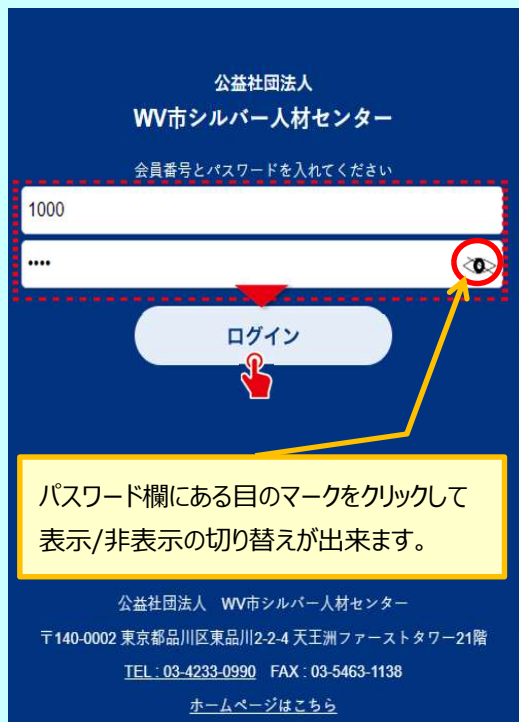 公益社団法人
WV市シルバー人材センター
会員番号とパスワードを入れてください
1000
••••
ログイン
パスワード欄にある目のマークをクリックして
表示/非表示の切り替えが出来ます。
公益社団法人　WV市シルバー人材センター
〒140-0002 東京都品川区東品川2-2-4 天王洲ファーストタワー21階
TEL : 03-4233-0990　FAX : 03-5463-1138
ホームページはこちら